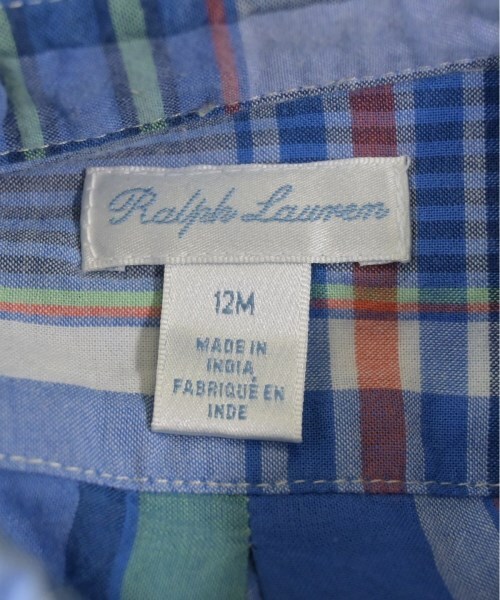 Ralph Lauren
12M
MADE IN
INDIA
FABRIQUÉ EN
INDE